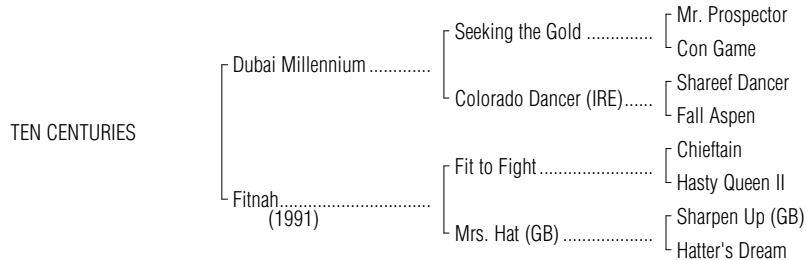 Mr. Prospector
Seeking the Gold ..............
Con Game
Dubai Millennium .............
Shareef Dancer
Colorado Dancer (IRE)......
Fall Aspen
TEN CENTURIES
Chieftain
Fit to Fight ........................
Hasty Queen II
Fitnah................................
(1991)
Sharpen Up (GB)
Mrs. Hat (GB) ...................
Hatter's Dream